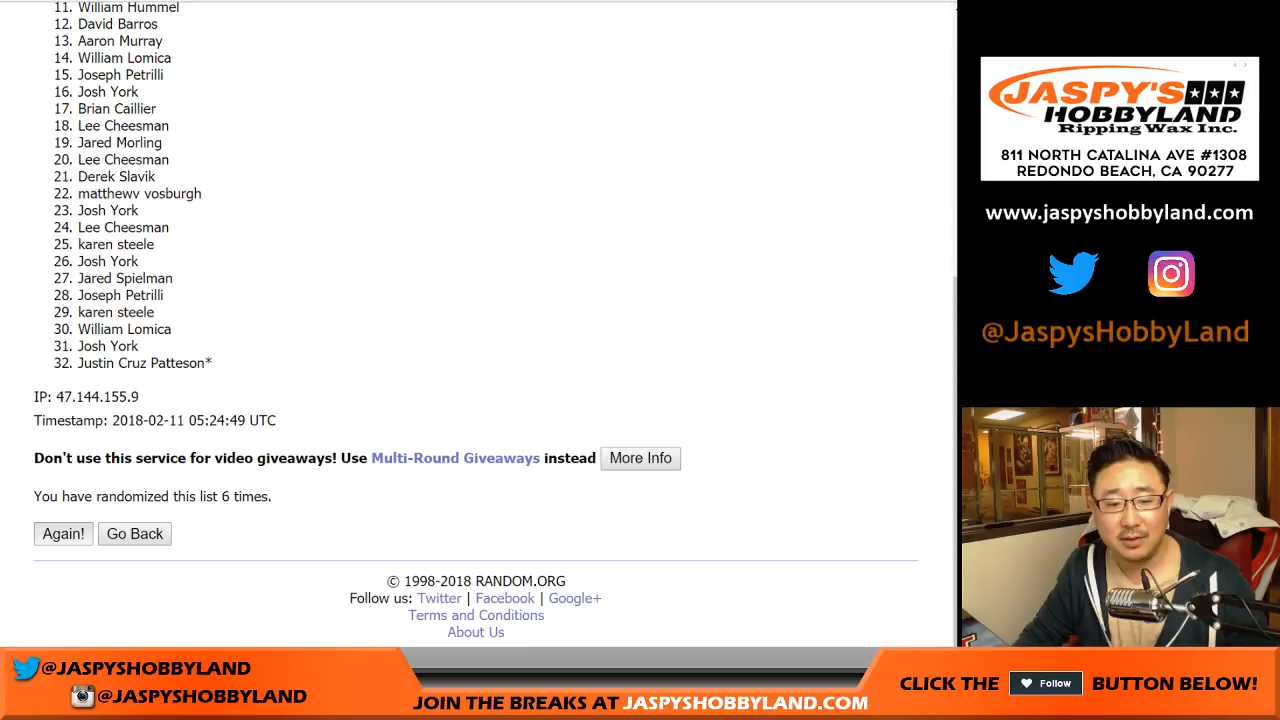 11. William Hummel
12. David Barros
13. Aaron Murray
14. William Lomica
15. Joseph Petrilli
16. Josh York
17. Brian Caillier
18. Lee Cheesman
19. Jared Morling
20. Lee Cheesman
21. Derek Slavik
22. matthewv vosburgh
23. Josh York
24. Lee Cheesman
25. karen steele
26. Josh York
27. Jared Spielman
28. Joseph Petrilli
29. karen steele
30. William Lomica
31. Josh York
32. Justin Cruz Patteson*
IP: 47.144.155.9
Timestamp: 2018-02-11 05:24:49 UTC
Don't use this service for video giveaways! Use Multi-Round Giveaways instead More Info
You have randomized this list 6 times.
Again! Go Back
© 1998-2018 RANDOM.ORG
Follow us: Twitter | Facebook | Google+
Terms and Conditions
About Us
JASPY'S
HOBBYLAND
Ripping Wax Inc.
811 NORTH CATALINA AVE #1308
REDONDO BEACH, CA 90277
www.jaspyshobbyland.com
@JaspysHobbyLand
@JASPYSHOBBYLAND
@JASPYSHOBBYLAND
JOIN THE BREAKS AT JASPYSHOBBYLAND.COM
CLICK THE Follow BUTTON BELOW!